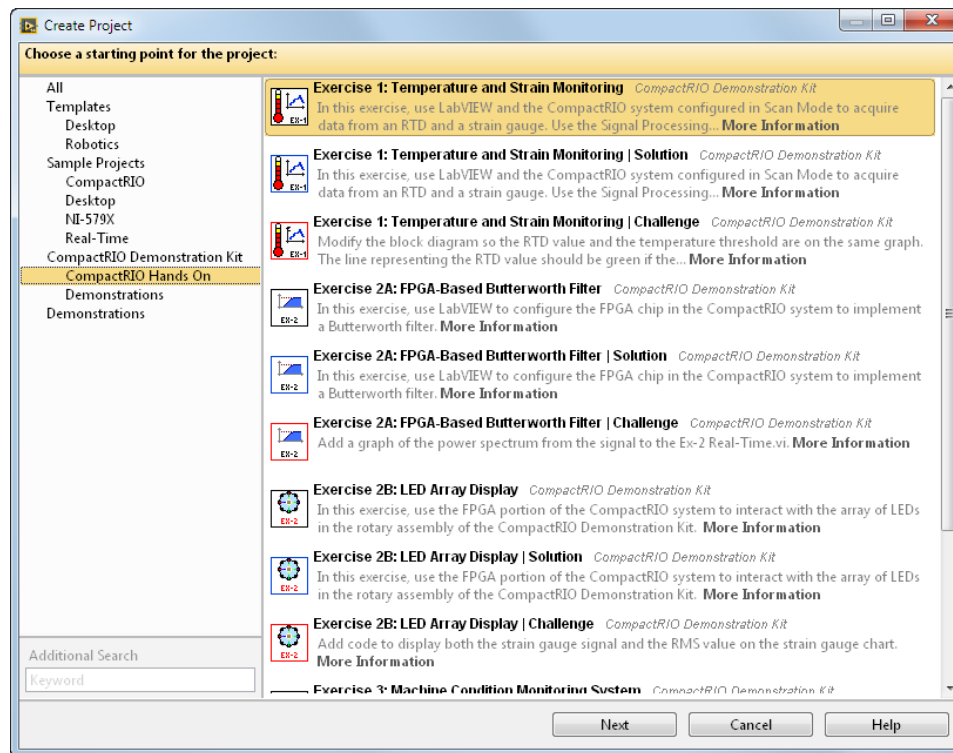 Create Project
Choose a starting point for the project:
All
Templates
Desktop
Robotics
Sample Projects
CompactRIO
Desktop
NI-579X
Real-Time
CompactRIO Demonstration Kit
CompactRIO Hands On
Demonstrations
Demonstrations
Additional Search
Keyword
Exercise 1: Temperature and Strain Monitoring CompactRIO Demonstration Kit
In this exercise, use LabVIEW and the CompactRIO system configured in Scan Mode to acquire
data from an RTD and a strain gauge. Use the Signal Processing... More Information
EX-1
Exercise 1: Temperature and Strain Monitoring | Solution CompactRIO Demonstration Kit
In this exercise, use LabVIEW and the CompactRIO system configured in Scan Mode to acquire
data from an RTD and a strain gauge. Use the Signal Processing... More Information
EX-1
Exercise 1: Temperature and Strain Monitoring | Challenge CompactRIO Demonstration Kit
Modify the block diagram so the RTD value and the temperature threshold are on the same graph.
The line representing the RTD value should be green if the... More Information
EX-1
Exercise 2A: FPGA-Based Butterworth Filter CompactRIO Demonstration Kit
In this exercise, use LabVIEW to configure the FPGA chip in the CompactRIO system to implement
a Butterworth filter. More Information
EX-2
Exercise 2A: FPGA-Based Butterworth Filter | Solution CompactRIO Demonstration Kit
In this exercise, use LabVIEW to configure the FPGA chip in the CompactRIO system to implement
a Butterworth filter. More Information
EX-2
Exercise 2A: FPGA-Based Butterworth Filter | Challenge CompactRIO Demonstration Kit
Add a graph of the power spectrum from the signal to the Ex-2 Real-Time.vi. More Information
EX-2
Exercise 2B: LED Array Display CompactRIO Demonstration Kit
In this exercise, use the FPGA portion of the CompactRIO system to interact with the array of LEDs
in the rotary assembly of the CompactRIO Demonstration Kit. More Information
EX-2
Exercise 2B: LED Array Display | Solution CompactRIO Demonstration Kit
In this exercise, use the FPGA portion of the CompactRIO system to interact with the array of LEDs
in the rotary assembly of the CompactRIO Demonstration Kit. More Information
EX-2
Exercise 2B: LED Array Display | Challenge CompactRIO Demonstration Kit
Add code to display both the strain gauge signal and the RMS value on the strain gauge chart.
More Information
EX-2
Exercise 3: Machine Condition Monitoring System CompactRIO Demonstration Kit
Next
Cancel
Help